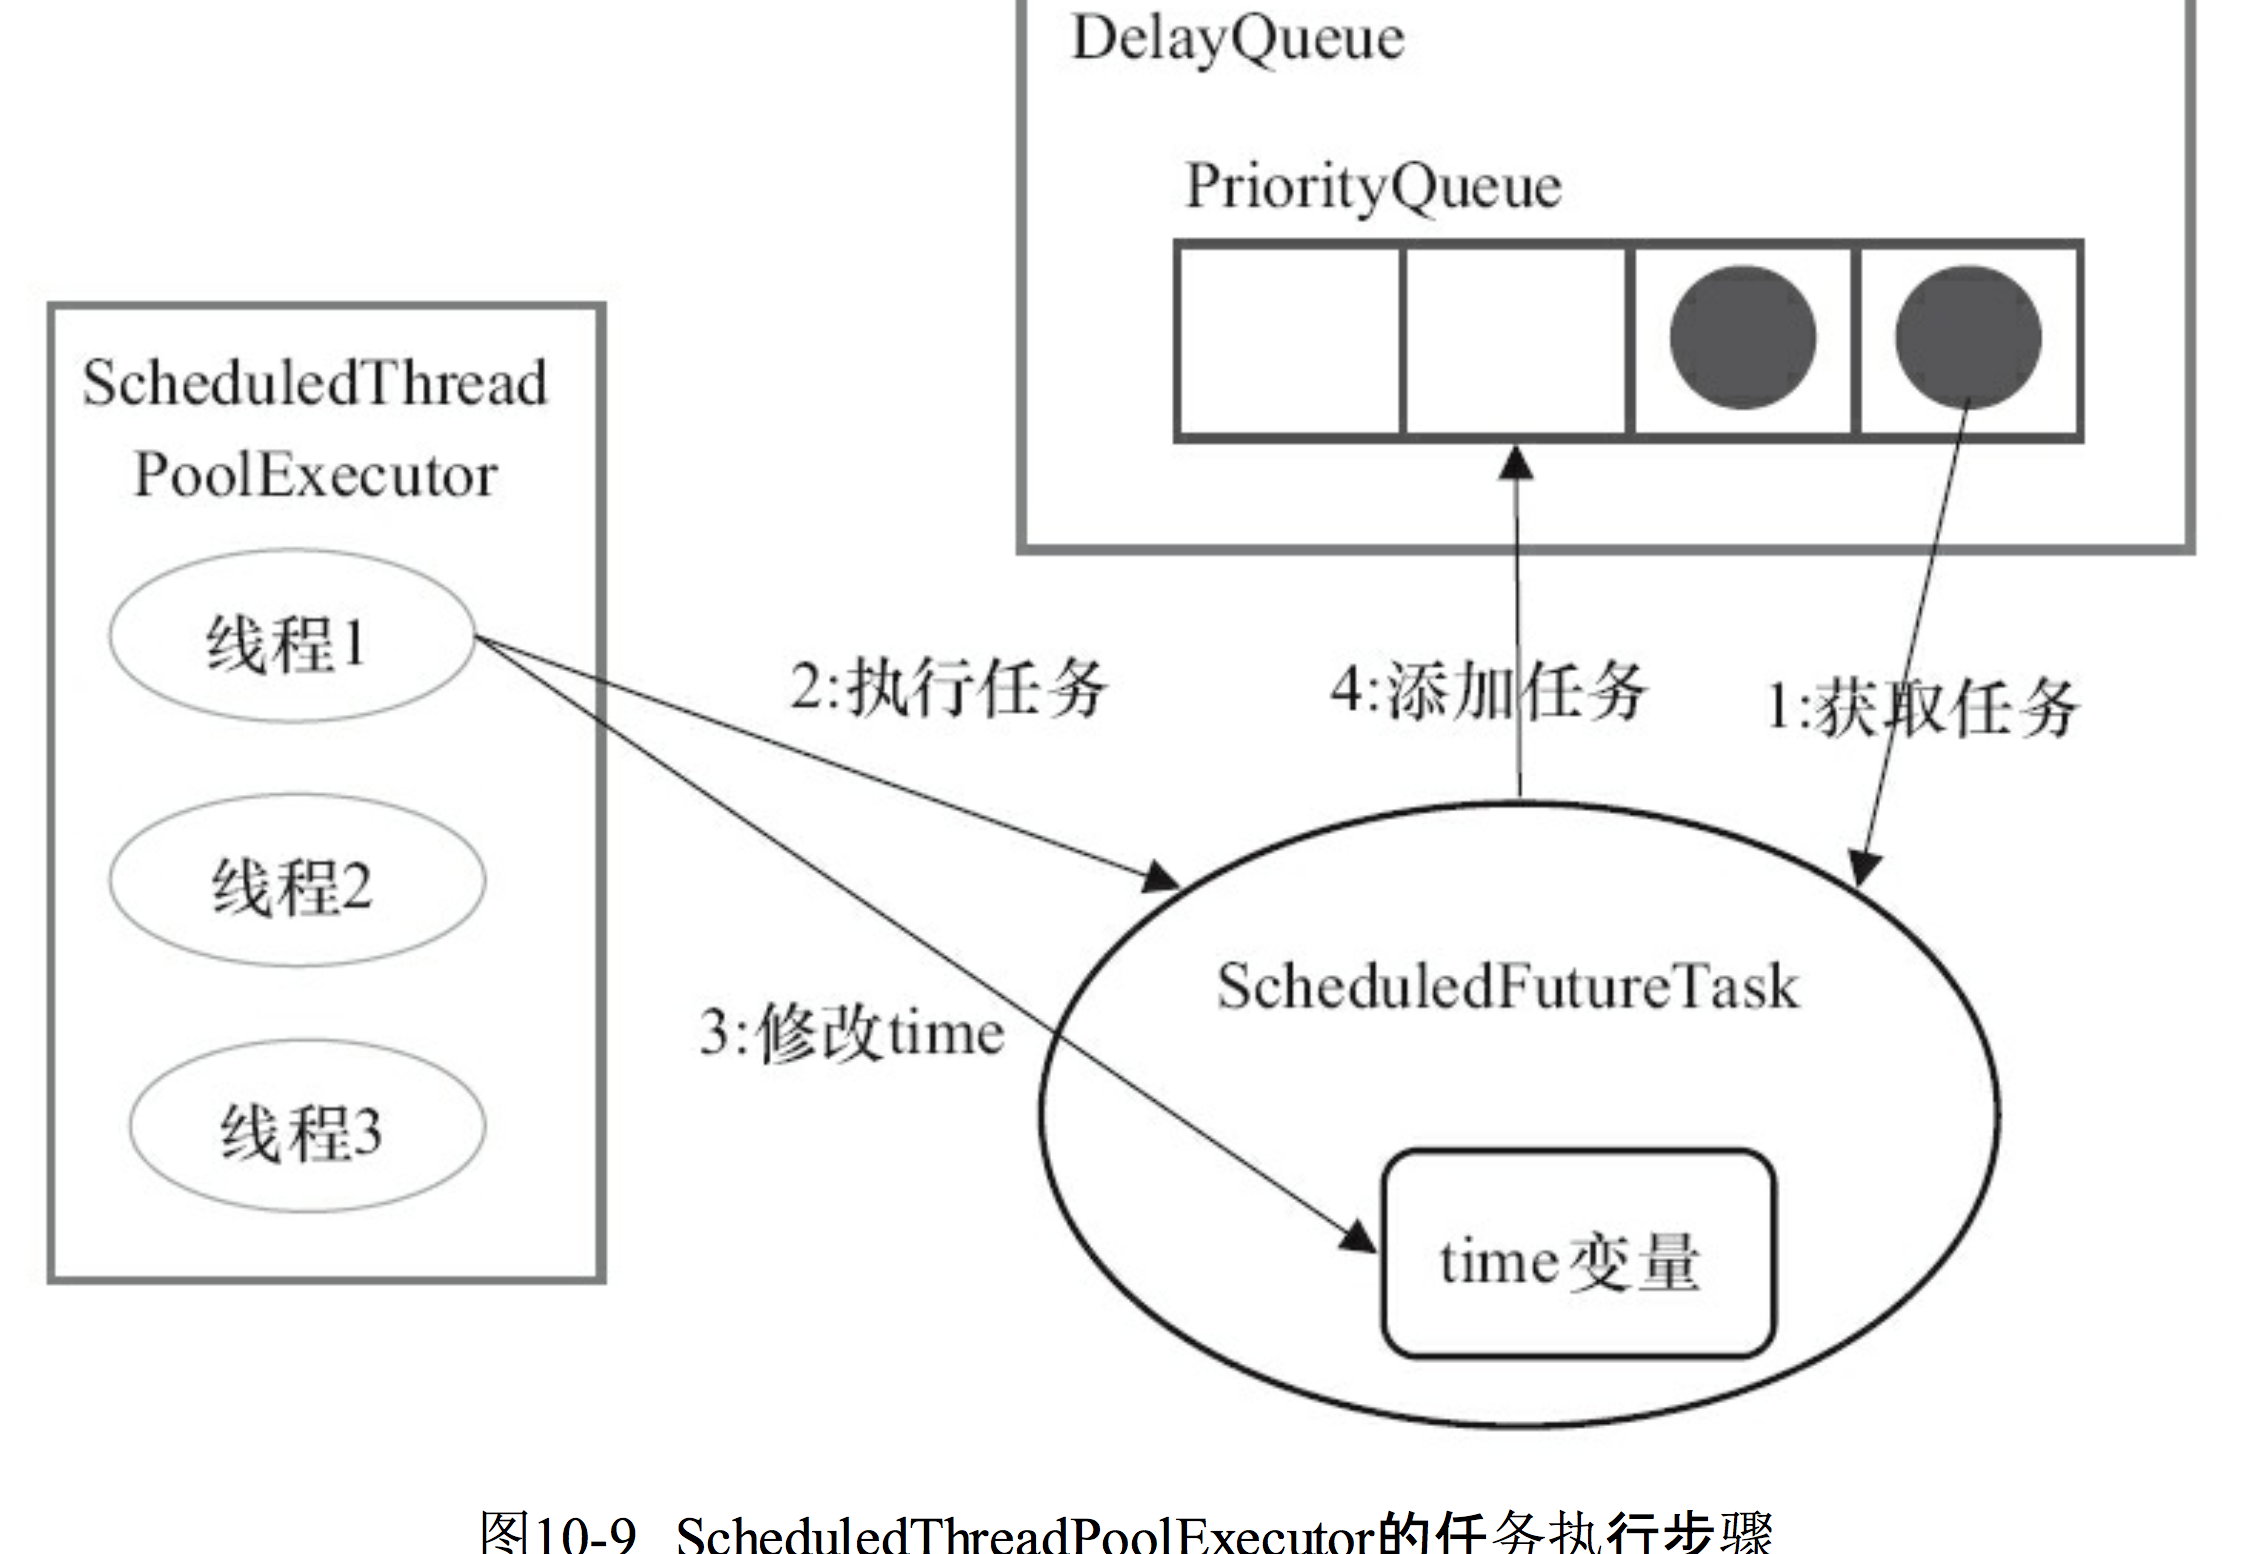 DelayQueue
PriorityQueue
ScheduledThread
PoolExecutor
线程1
线程2
线程3
2:执行任务
4:添加任务
1:获取任务
3:修改time
ScheduledFutureTask
time变量
图10-9 ScheduledThreadPoolExecutor的任务执行步骤